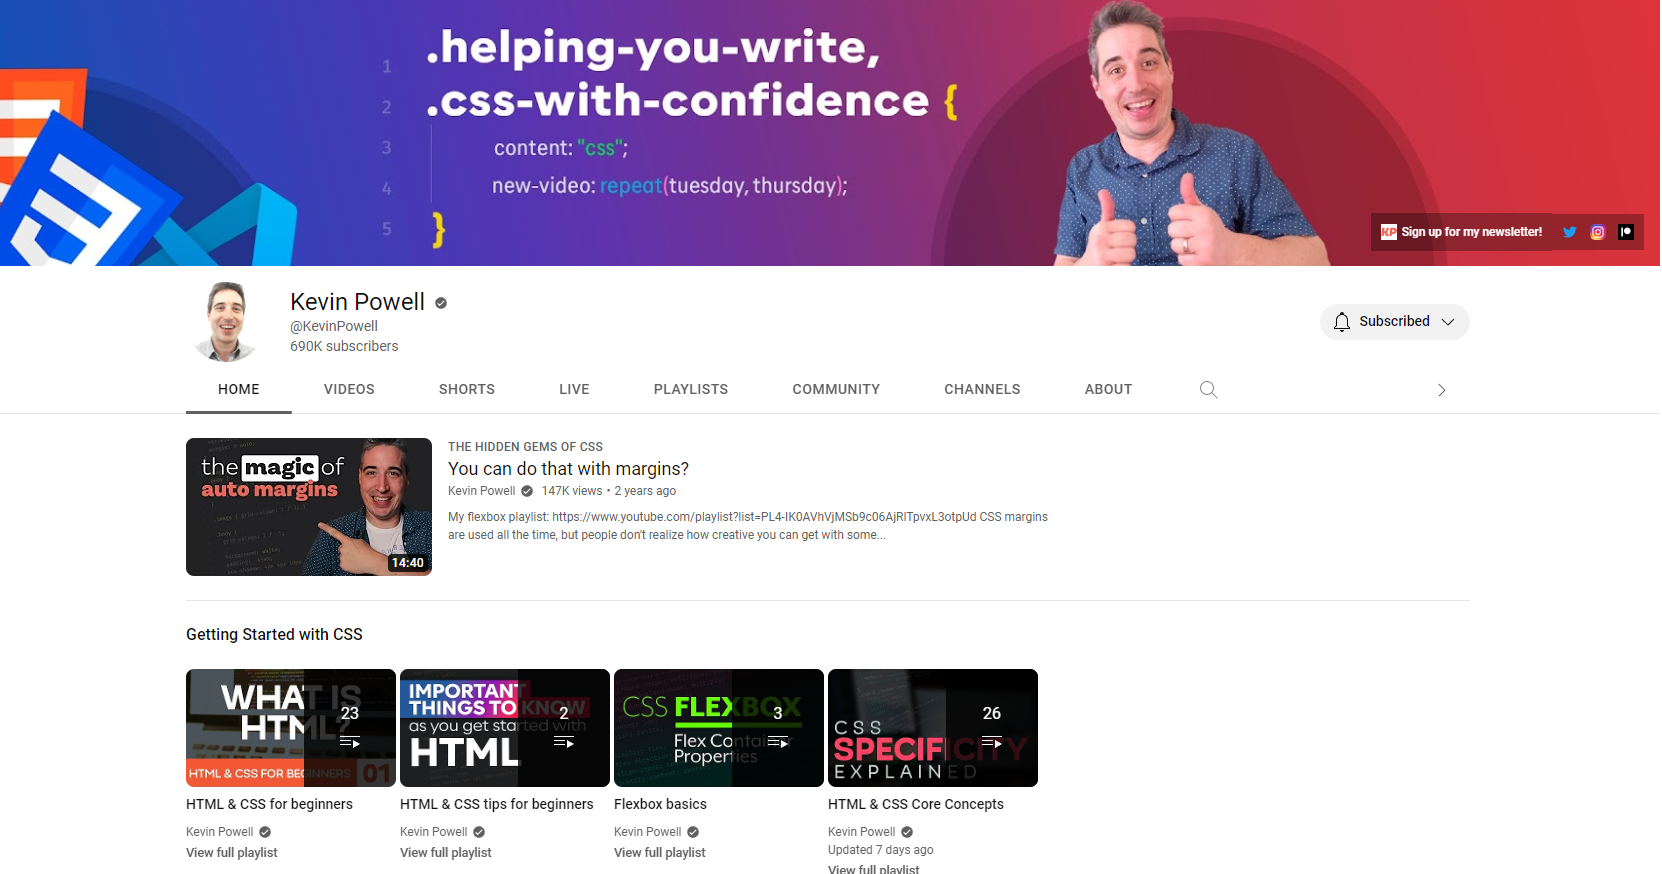 1
.helping-you-write,
2
.css-with-confidence {
3
content: "css";
4
new-video: repeat(tuesday, thursday);
5
}
KP Sign up for my newsletter!
Kevin Powell
@KevinPowell
690K subscribers
Subscribed
HOME VIDEOS SHORTS LIVE PLAYLISTS COMMUNITY CHANNELS ABOUT
the magic of
auto margins
14:40
THE HIDDEN GEMS OF CSS
You can do that with margins?
Kevin Powell 147K views • 2 years ago
My flexbox playlist: https://www.youtube.com/playlist?list=PL4-IK0AVhVjMSb9c06AjRlTpvxL3otpUd CSS margins
are used all the time, but people don't realize how creative you can get with some...
Getting Started with CSS
WHAT IS
HTML?
23
HTML & CSS FOR BEGINNERS 01
IMPORTANT
THINGS TO KNOW
2
as you get started with
HTML
CSS FLEXBOX
3
Flex Container
Properties
26
CSS
SPECIFICITY
EXPLAINED
HTML & CSS for beginners
Kevin Powell
View full playlist
HTML & CSS tips for beginners
Kevin Powell
View full playlist
Flexbox basics
Kevin Powell
View full playlist
HTML & CSS Core Concepts
Kevin Powell
Updated 7 days ago
View full playlist